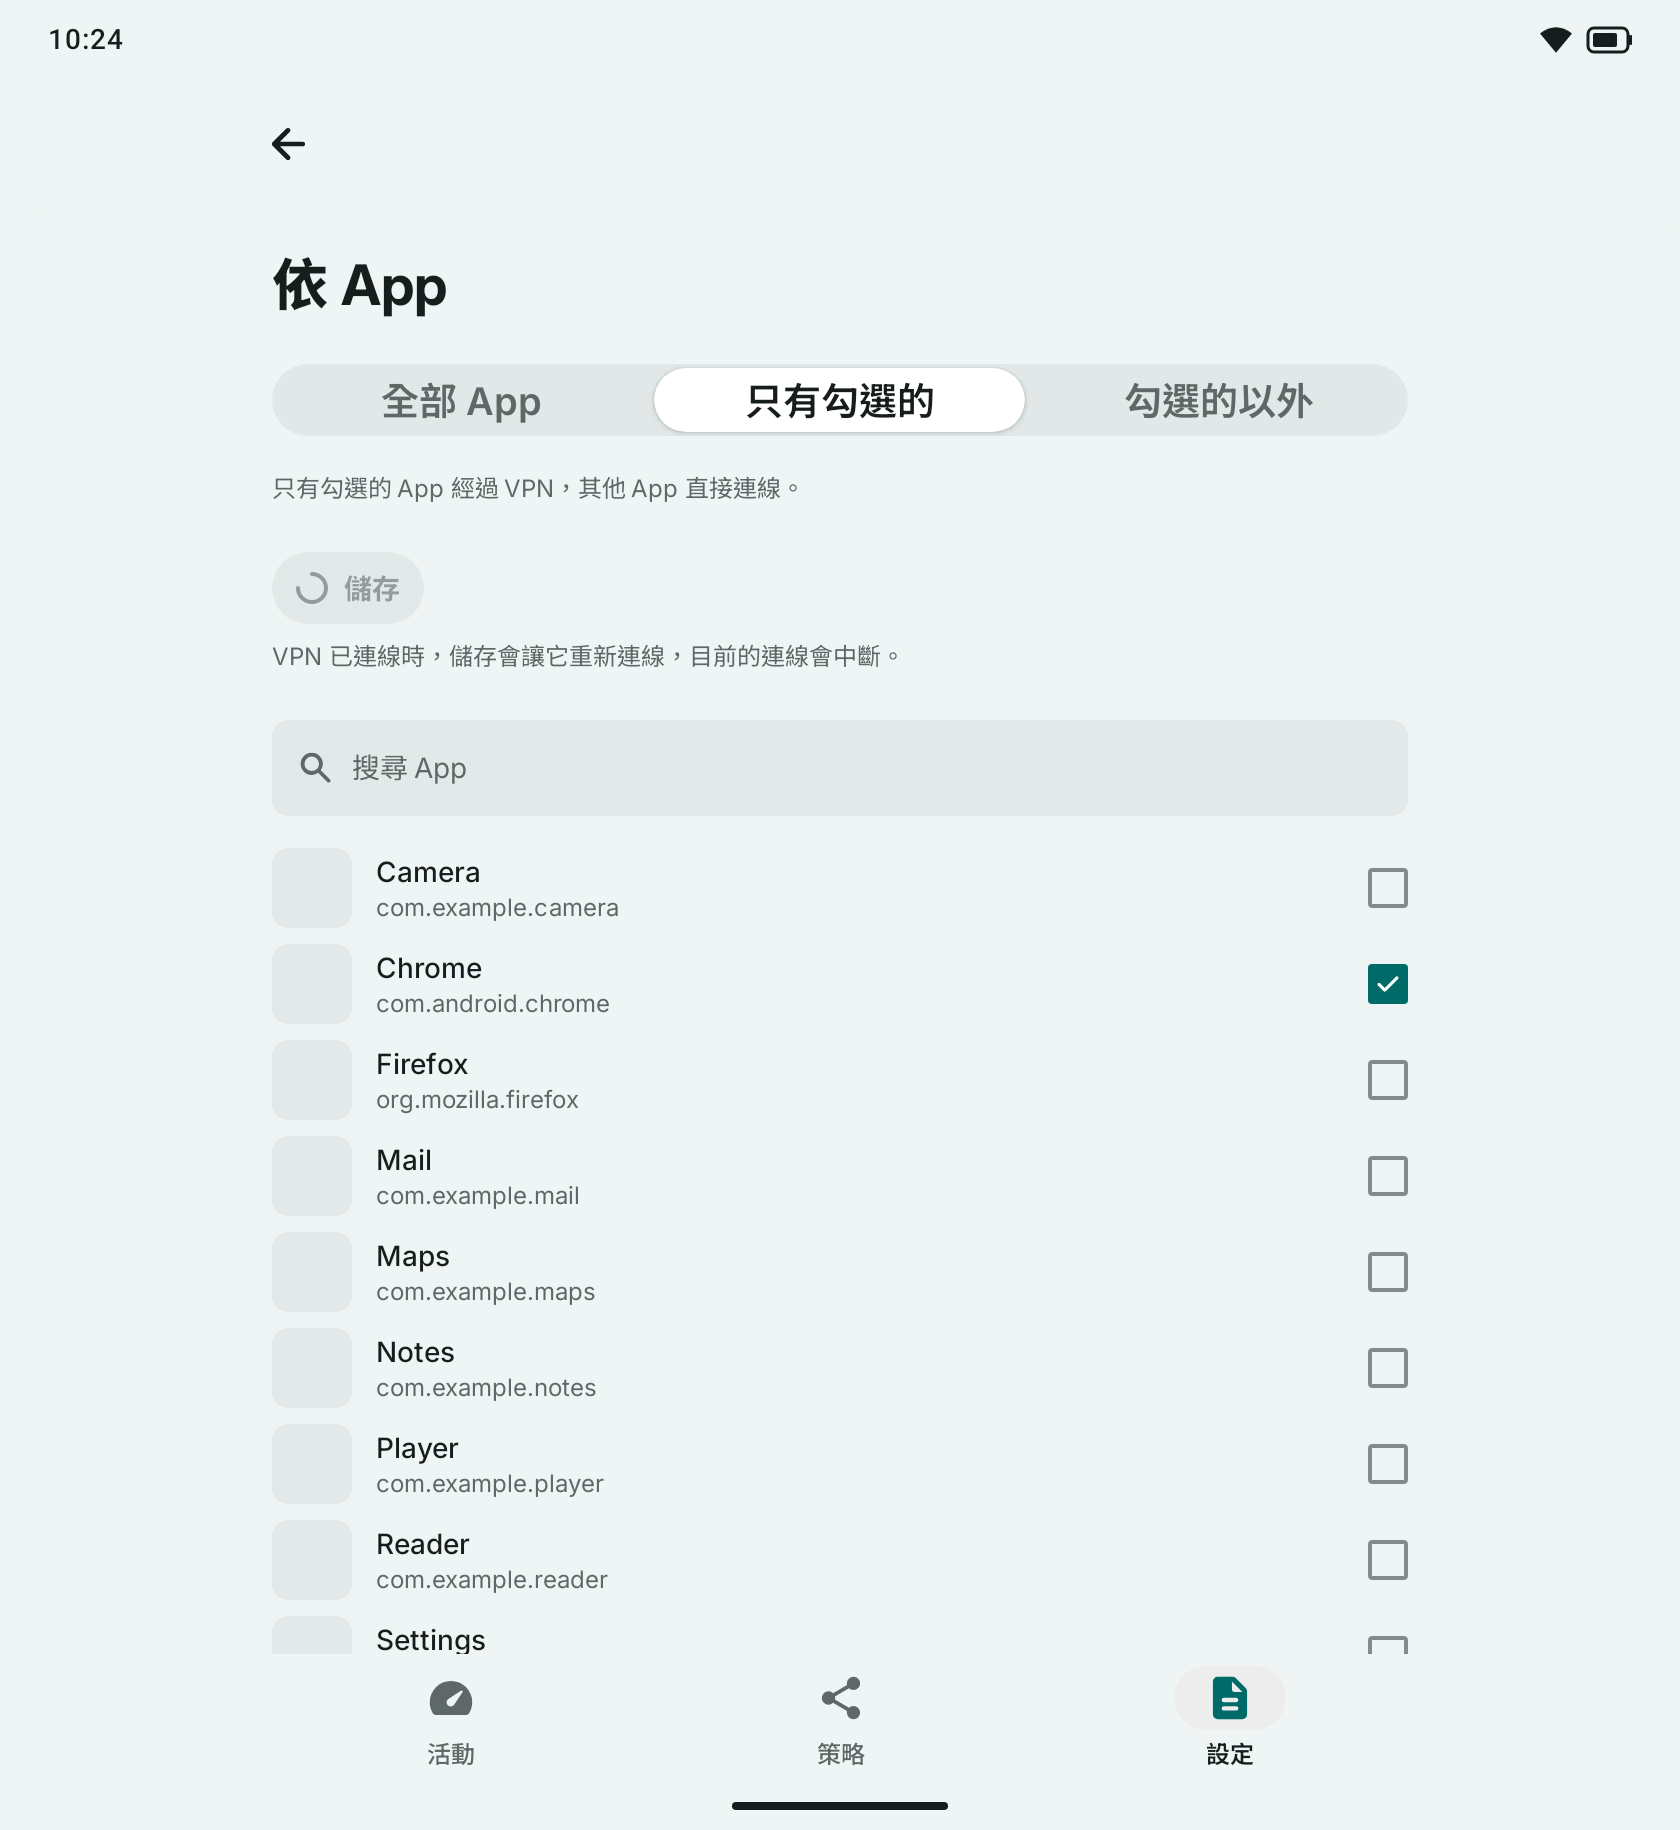 10:24
依 App
全部 App
只有勾選的
勾選的以外
只有勾選的 App 經過 VPN，其他 App 直接連線。
儲存
VPN 已連線時，儲存會讓它重新連線，目前的連線會中斷。
搜尋 App
Camera
com.example.camera
Chrome
com.android.chrome
Firefox
org.mozilla.firefox
Mail
com.example.mail
Maps
com.example.maps
Notes
com.example.notes
Player
com.example.player
Reader
com.example.reader
Settings
活動
策略
設定